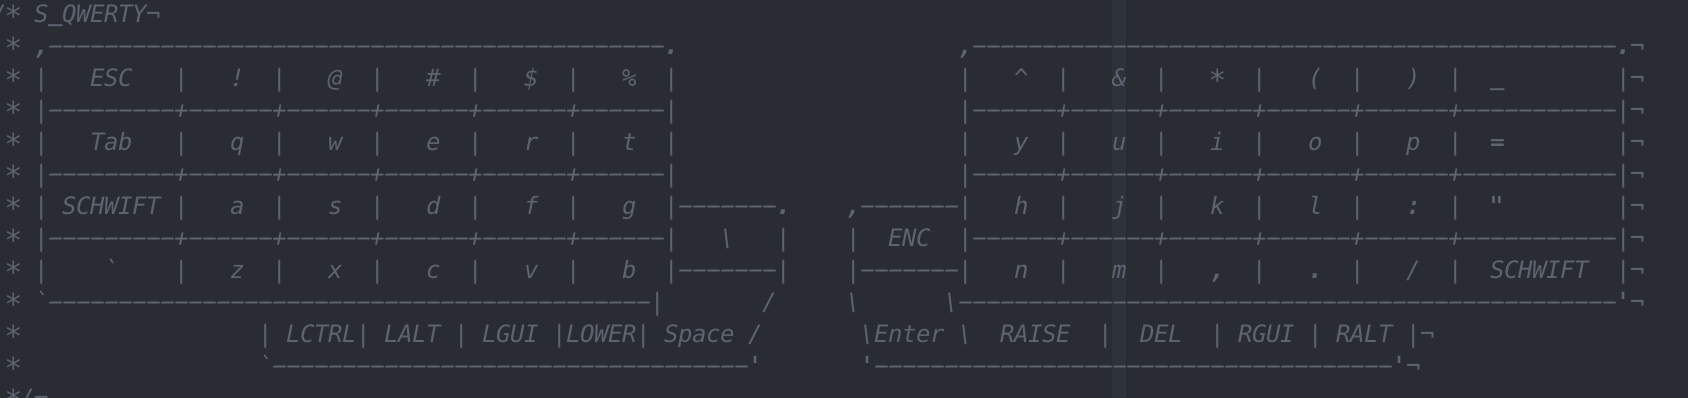 /* S_QWERTY¬
 * ,--------------------------------------------.                    ,----------------------------------------------.¬
 * |   ESC   |   !  |   @  |   #  |   $  |   %  |                    |   ^  |   &  |   *  |   (  |   )  |  _        |¬
 * |---------+------+------+------+------+------|                    |------+------+------+------+------+-----------|¬
 * |   Tab   |   q  |   w  |   e  |   r  |   t  |                    |   y  |   u  |   i  |   o  |   p  |  =        |¬
 * |---------+------+------+------+------+------|                    |------+------+------+------+------+-----------|¬
 * | SCHWIFT |   a  |   s  |   d  |   f  |   g  |-------.    ,-------|   h  |   j  |   k  |   l  |   :  |  "        |¬
 * |---------+------+------+------+------+------|   \   |    |  ENC  |------+------+------+------+------+-----------|¬
 * |    `    |   z  |   x  |   c  |   v  |   b  |-------|    |-------|   n  |   m  |   ,  |   .  |   /  |  SCHWIFT  |¬
 * `-------------------------------------------|       /     \      \-----------------------------------------------'¬
 *                 | LCTRL| LALT | LGUI |LOWER| Space /       \Enter \  RAISE  |  DEL  | RGUI | RALT |¬
 *                 `----------------------------------'       '-------------------------------------'¬
 */¬